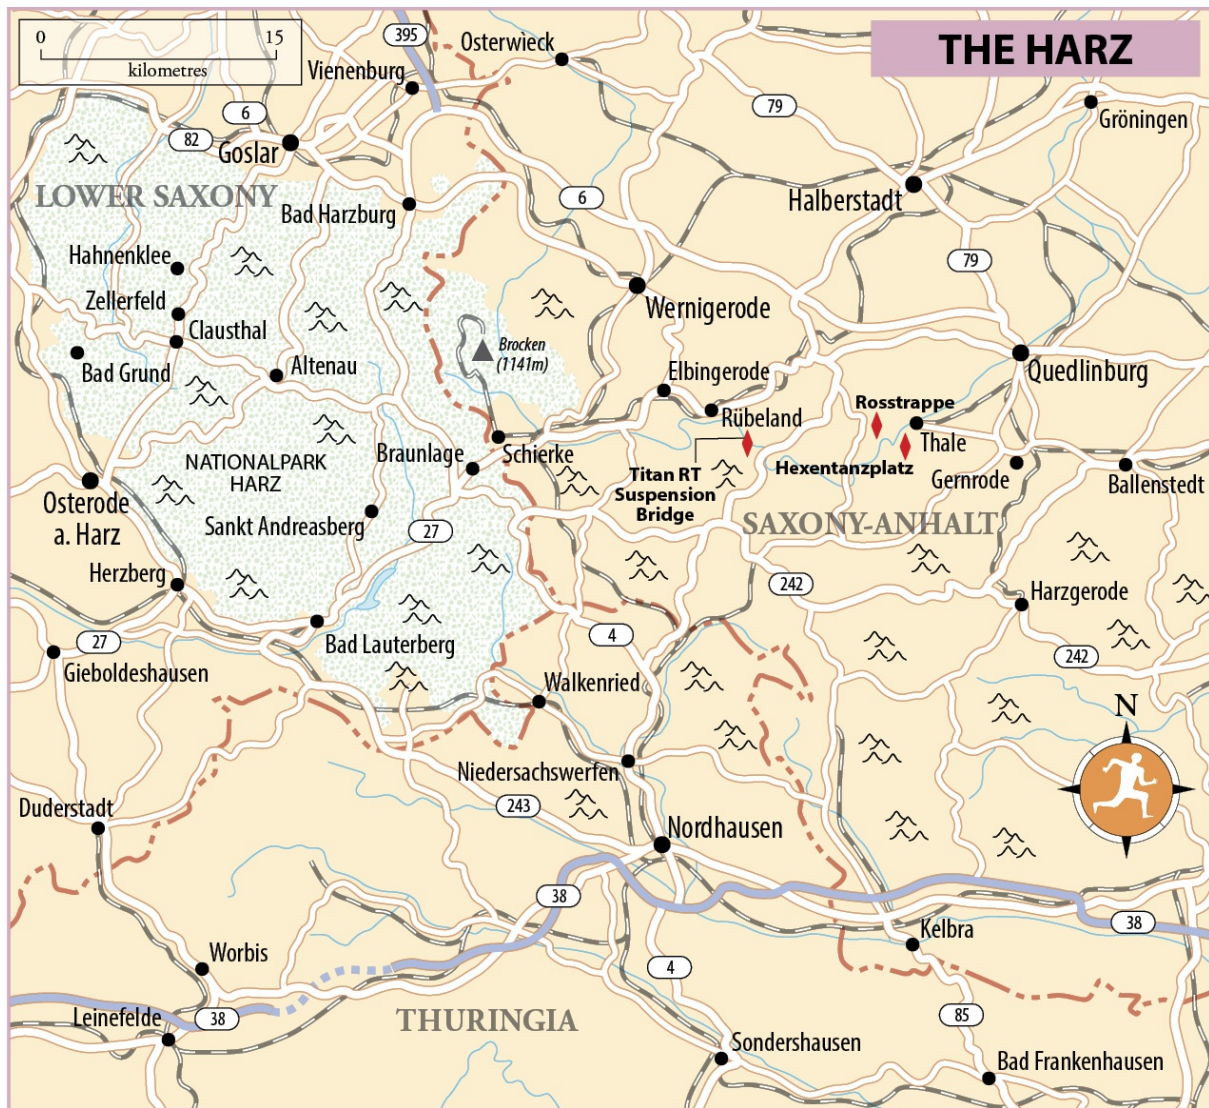 0 15
kilometres
THE HARZ
395
Osterwieck
Vienenburg
79
Gröningen
6
82
Goslar
LOWER SAXONY
Bad Harzburg
6
Halberstadt
79
Hahnenklee
Zellerfeld
Clausthal
Wernigerode
Bad Grund
Altenau
Brocken
(1141m)
Elbingerode
Quedlinburg
Rübeland
Rosstrappe
Thale
Braunlage
Schierke
Hexentanzplatz
Gernrode
Ballenstedt
NATIONALPARK
HARZ
Titan RT
Suspension
Bridge
Osterode
a. Harz
Sankt Andreasberg
27
SAXONY-ANHALT
Herzberg
242
Harzgerode
27
Gieboldeshausen
Bad Lauterberg
4
242
Walkenried
N
Niedersachswerfen
243
Duderstadt
Nordhausen
38
Kelbra
38
Worbis
4
Leinefelde
38
THURINGIA
85
Sondershausen
Bad Frankenhausen